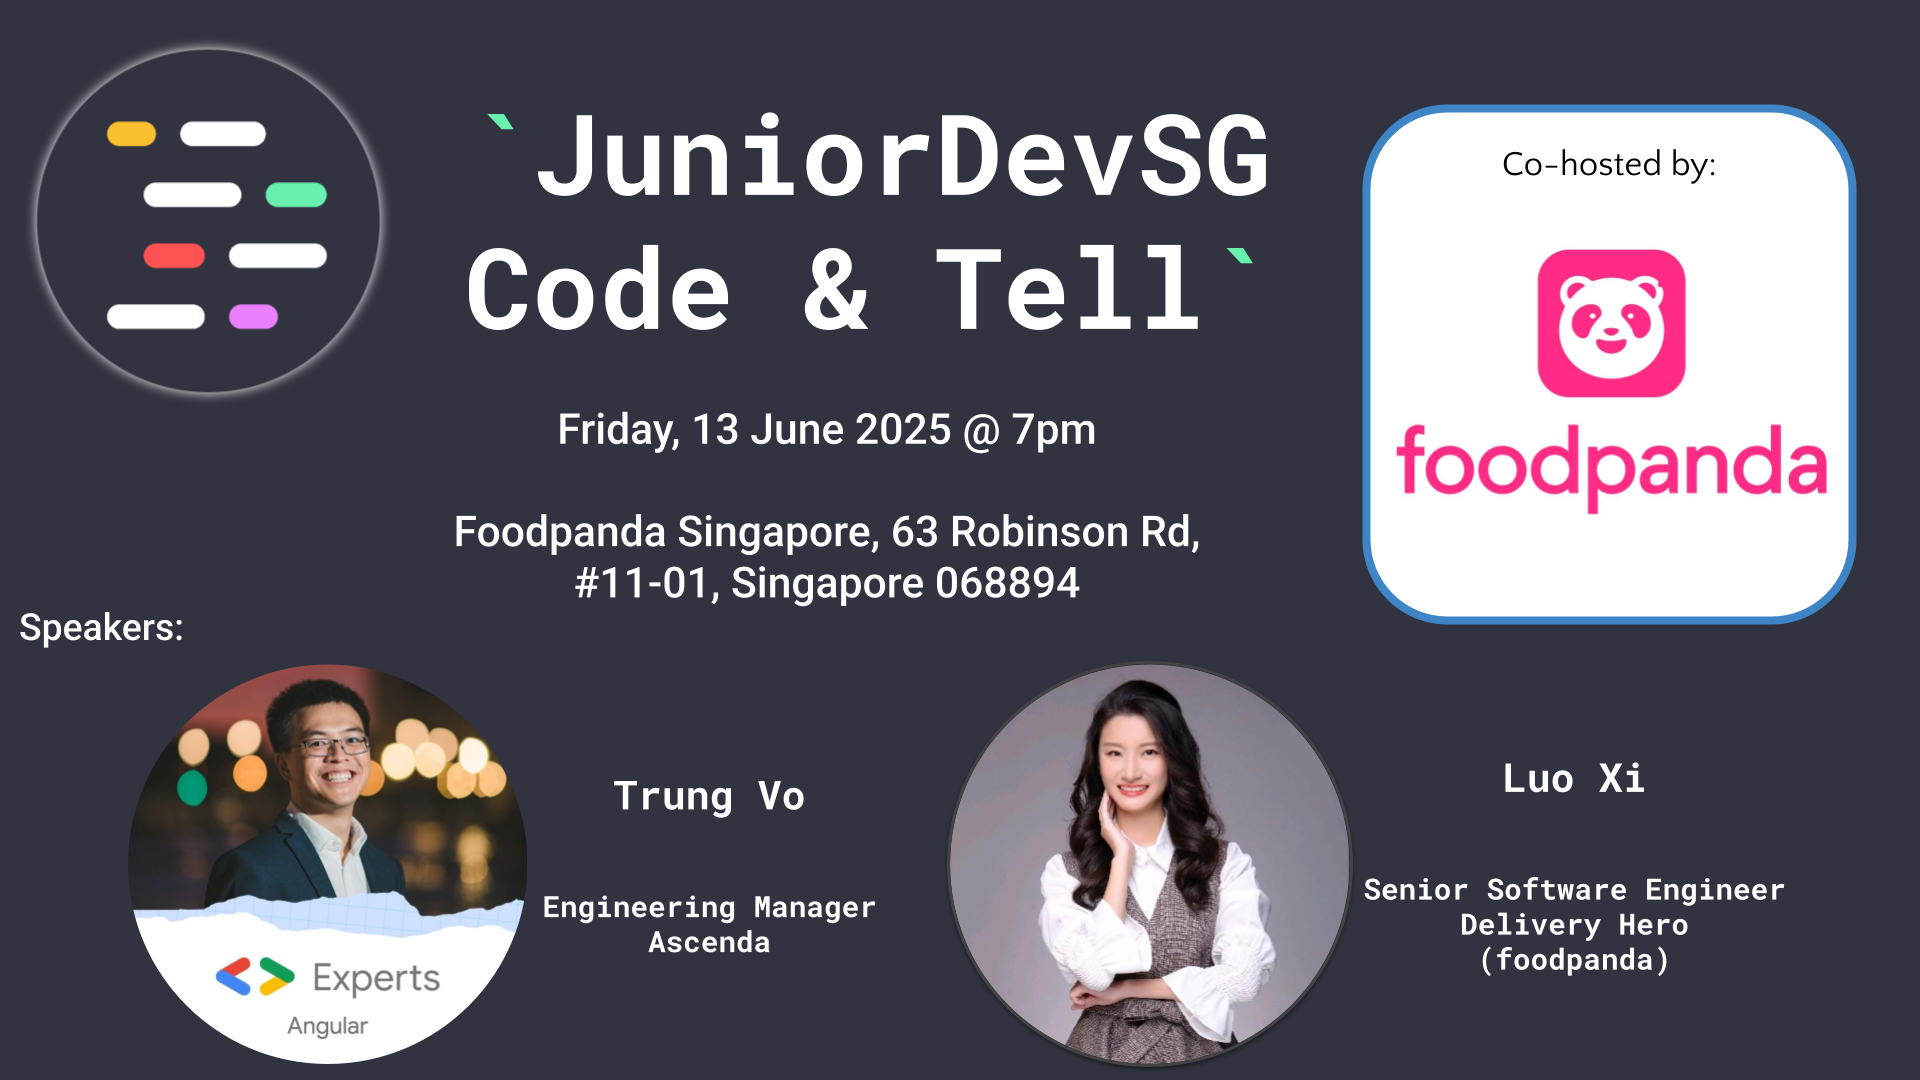 `JuniorDevSG
Code & Tell`
Co-hosted by:
foodpanda
Friday, 13 June 2025 @ 7pm
Foodpanda Singapore, 63 Robinson Rd,
#11-01, Singapore 068894
Speakers:
Trung Vo
Engineering Manager
Ascenda
Experts
Angular
Luo Xi
Senior Software Engineer
Delivery Hero
(foodpanda)